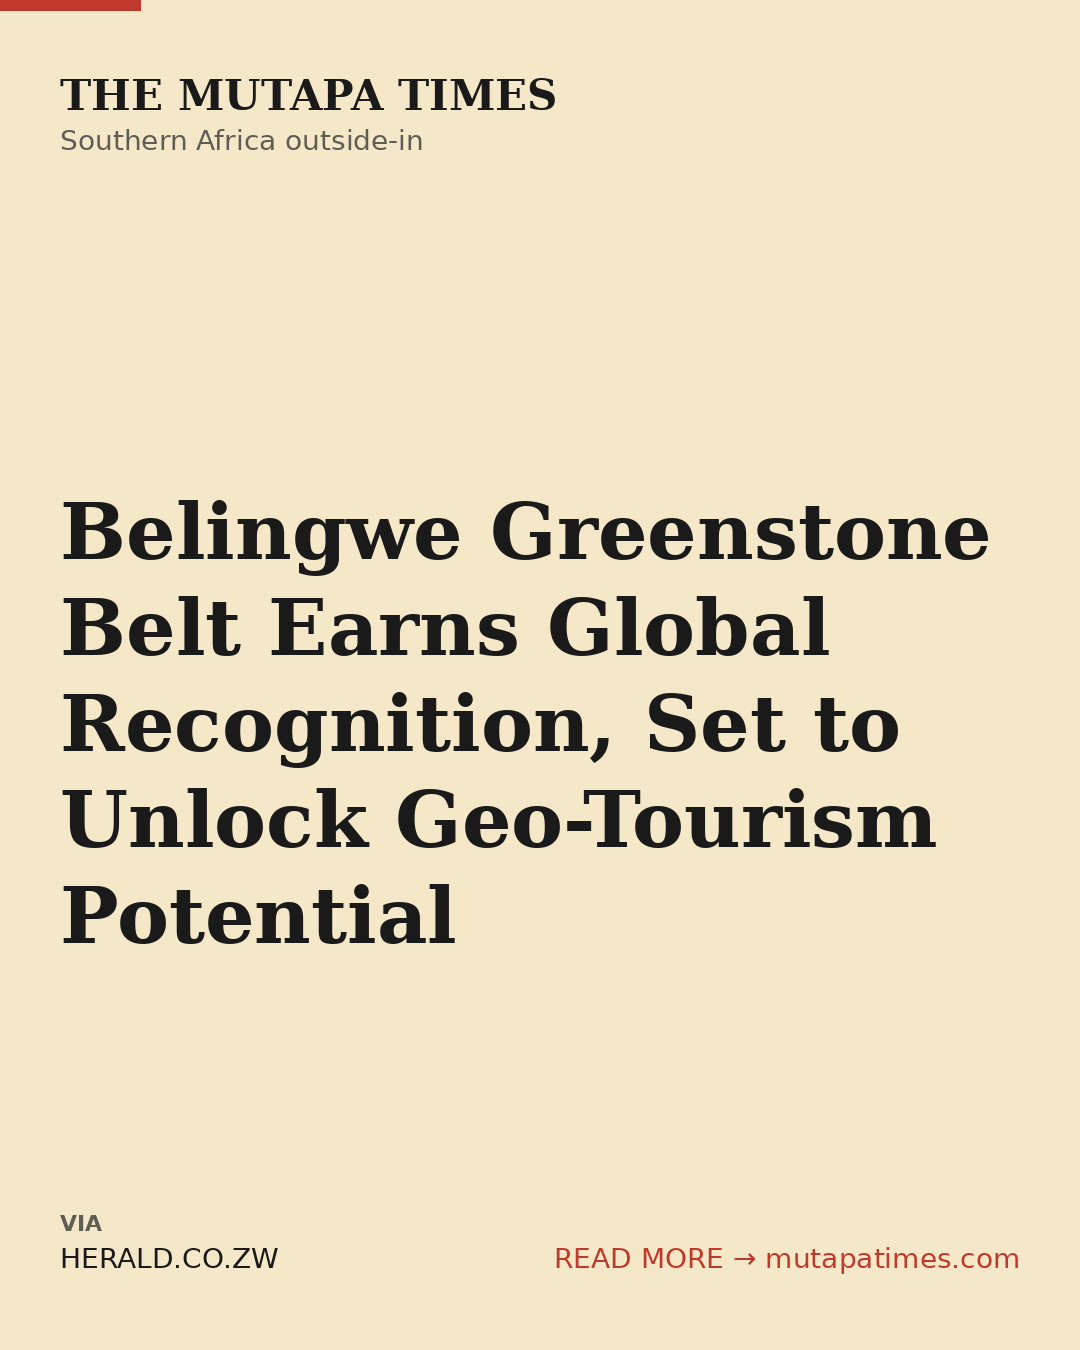 THE MUTAPA TIMES
Southern Africa outside-in
Belingwe Greenstone
Belt Earns Global
Recognition, Set to
Unlock Geo-Tourism
Potential
VIA
HERALD.CO.ZW
READ MORE → mutapatimes.com